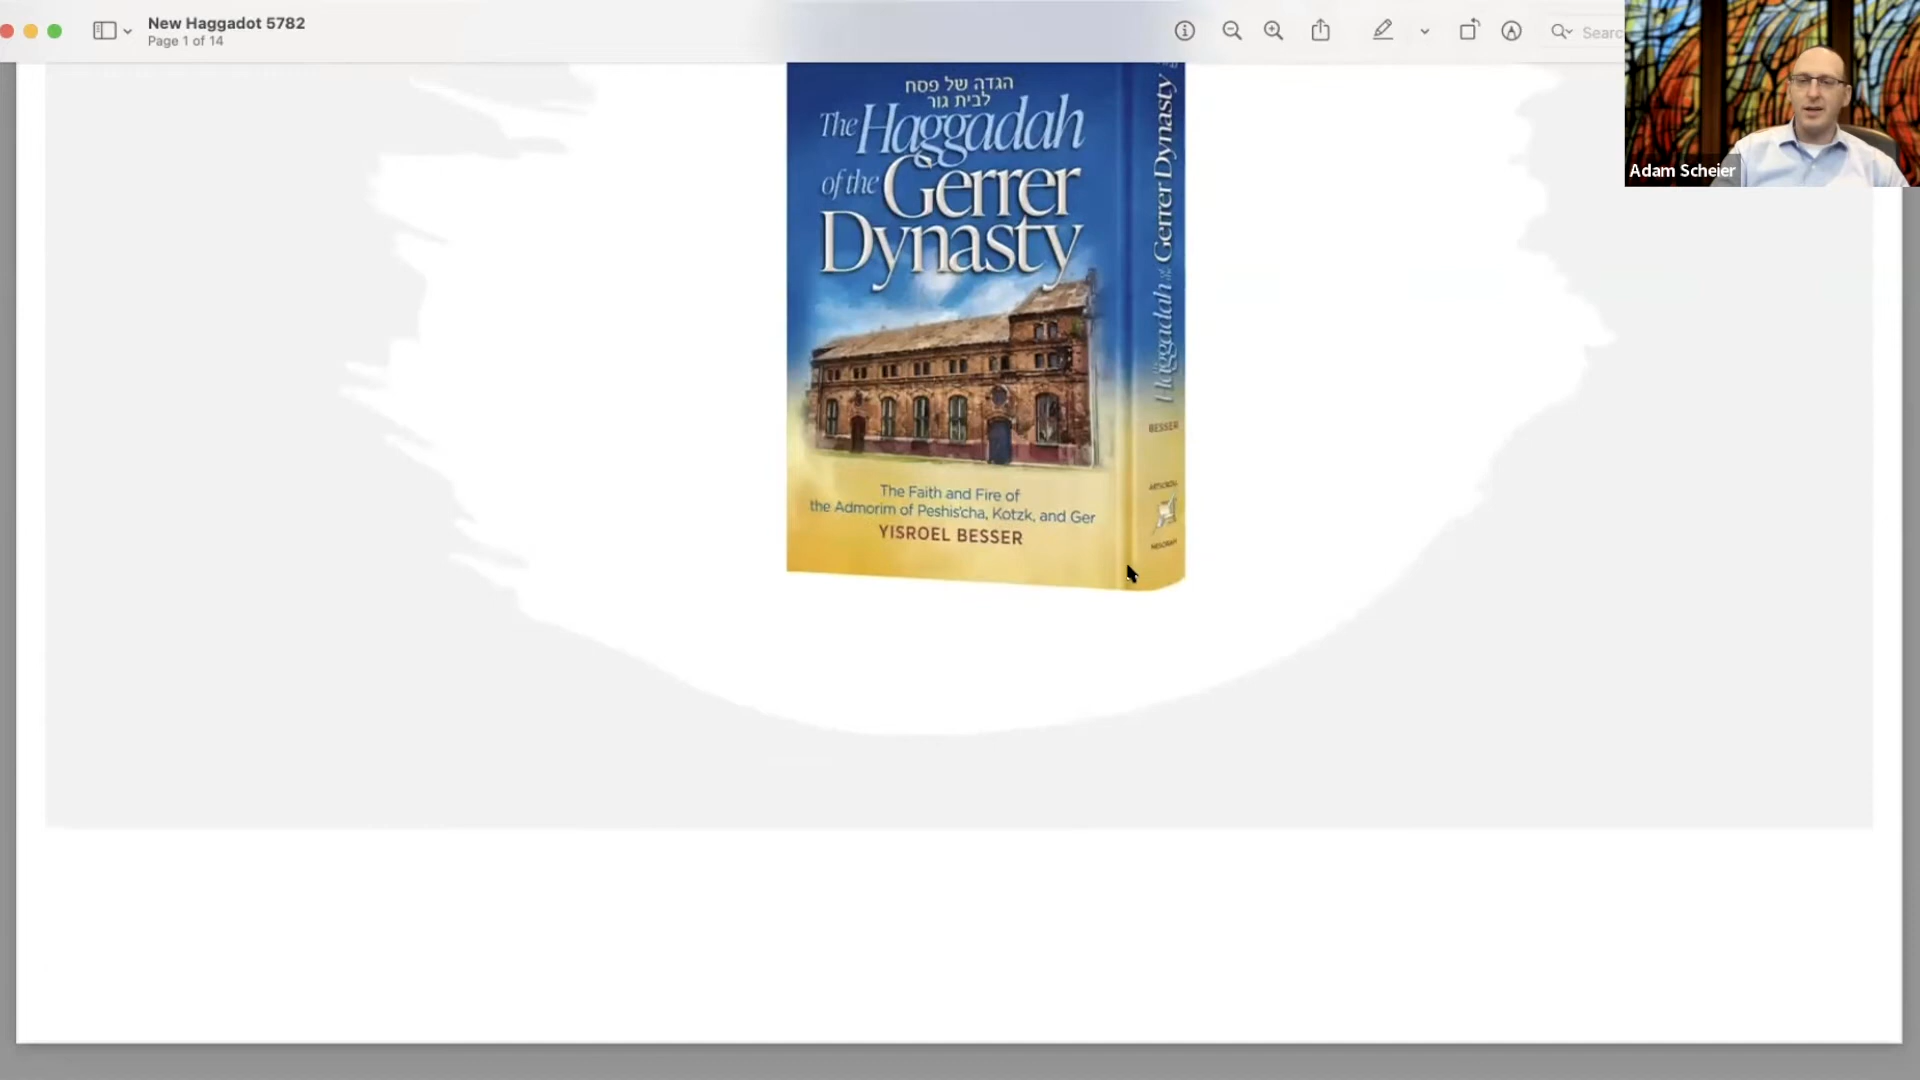 New Haggadot 5782
Page 1 of 14
Searc
Adam Scheier
הגדה של פסח
לבית גור
The Haggadah
of the Gerrer
Dynasty
The Faith and Fire of
the Admorim of Peshis'cha, Kotzk, and Ger
YISROEL BESSER
Haggadah of the Gerrer Dynasty
BESSER
ARTSCROLL
MESORAH